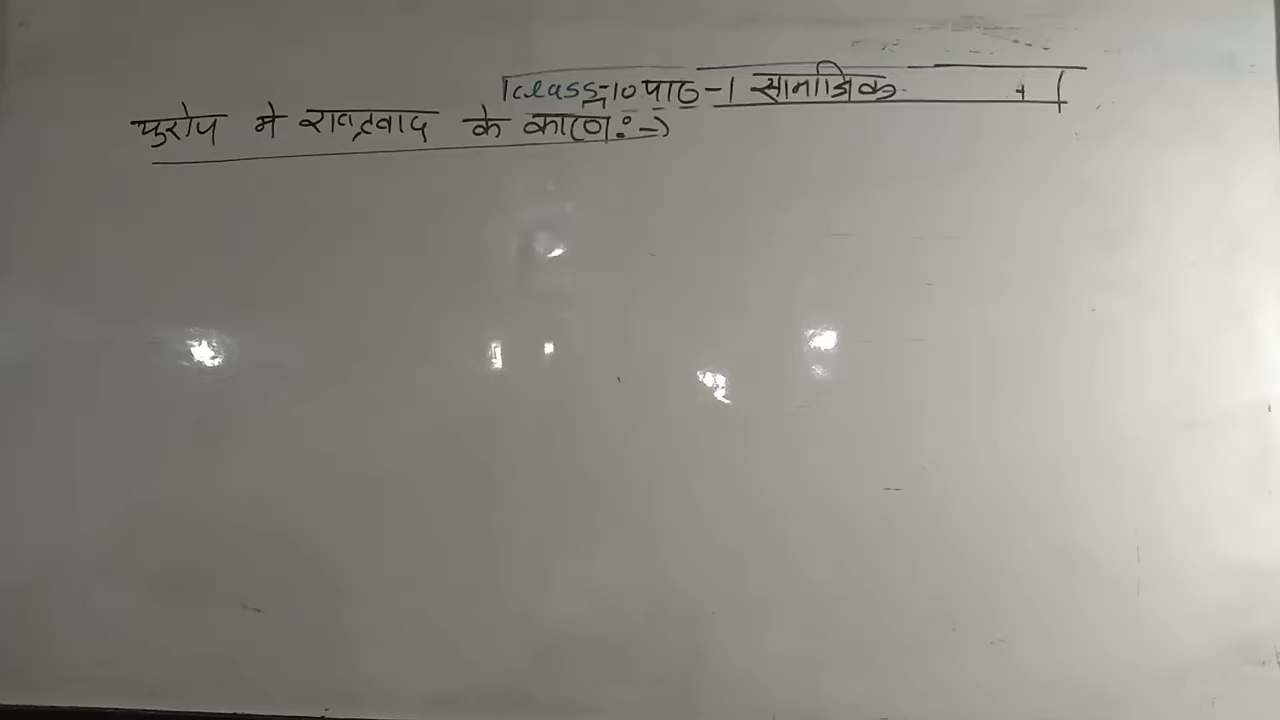 class-10 पाठ-1 सामाजिक
युरोप मे राष्ट्रवाद के कारण :-)